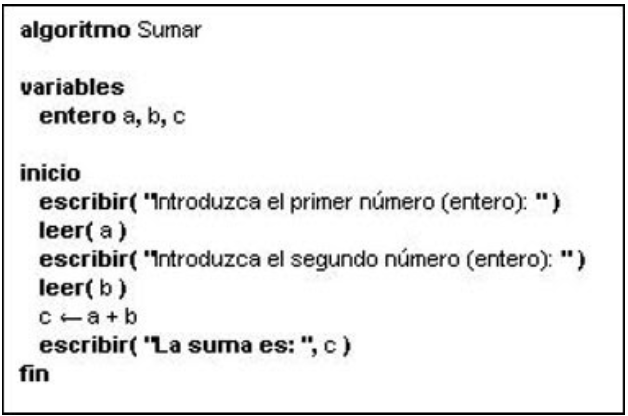 algoritmo Sumar
variables
entero a, b, c
inicio
escribir( "Introduzca el primer número (entero): " )
leer( a )
escribir( "Introduzca el segundo número (entero): " )
leer( b )
c ← a + b
escribir( "La suma es: ", c )
fin